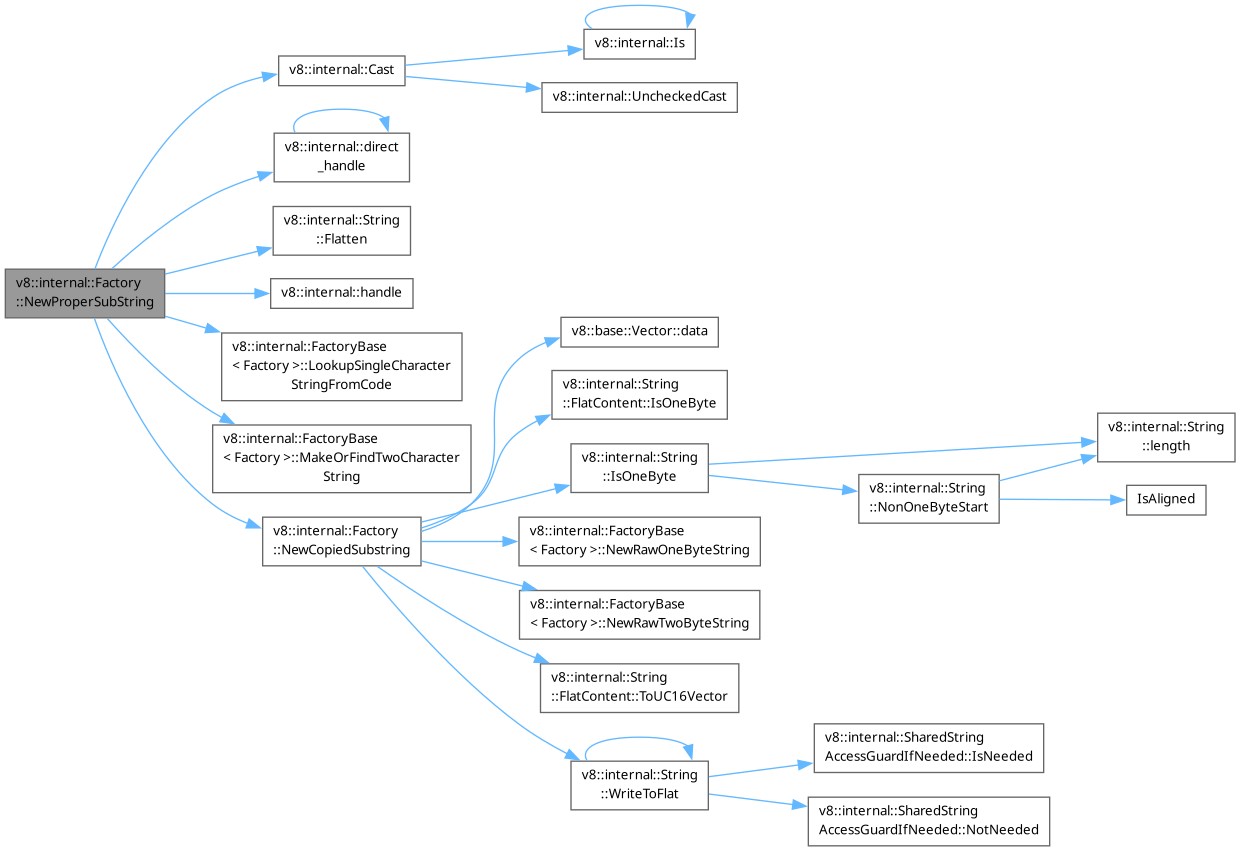 v8::internal::Factory
::NewProperSubString
v8::internal::Cast
v8::internal::Is
v8::internal::UncheckedCast
v8::internal::direct
_handle
v8::internal::String
::Flatten
v8::internal::handle
v8::internal::FactoryBase
< Factory >::LookupSingleCharacter
StringFromCode
v8::internal::FactoryBase
< Factory >::MakeOrFindTwoCharacter
String
v8::internal::Factory
::NewCopiedSubstring
v8::base::Vector::data
v8::internal::String
::FlatContent::IsOneByte
v8::internal::String
::IsOneByte
v8::internal::String
::length
v8::internal::String
::NonOneByteStart
IsAligned
v8::internal::FactoryBase
< Factory >::NewRawOneByteString
v8::internal::FactoryBase
< Factory >::NewRawTwoByteString
v8::internal::String
::FlatContent::ToUC16Vector
v8::internal::String
::WriteToFlat
v8::internal::SharedString
AccessGuardIfNeeded::IsNeeded
v8::internal::SharedString
AccessGuardIfNeeded::NotNeeded